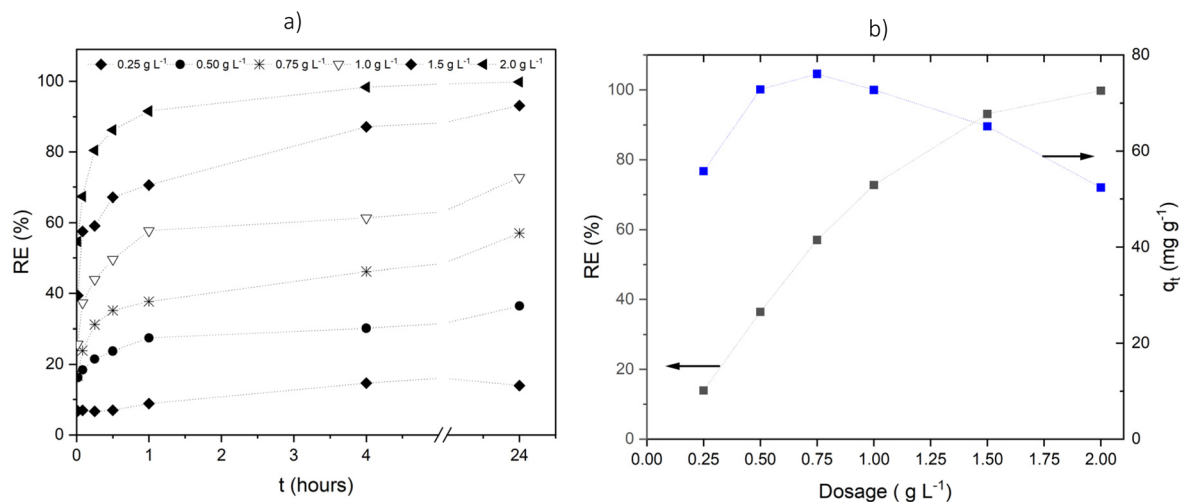 a)
0.25 g L⁻¹ 0.50 g L⁻¹ 0.75 g L⁻¹ 1.0 g L⁻¹ 1.5 g L⁻¹ 2.0 g L⁻¹
100
80
60
40
20
0
RE (%)
0 1 2 3 4 24
t (hours)
b)
100
80
60
40
20
0
RE (%)
80
60
40
20
0
qₜ (mg g⁻¹)
0.00 0.25 0.50 0.75 1.00 1.25 1.50 1.75 2.00
Dosage ( g L⁻¹)